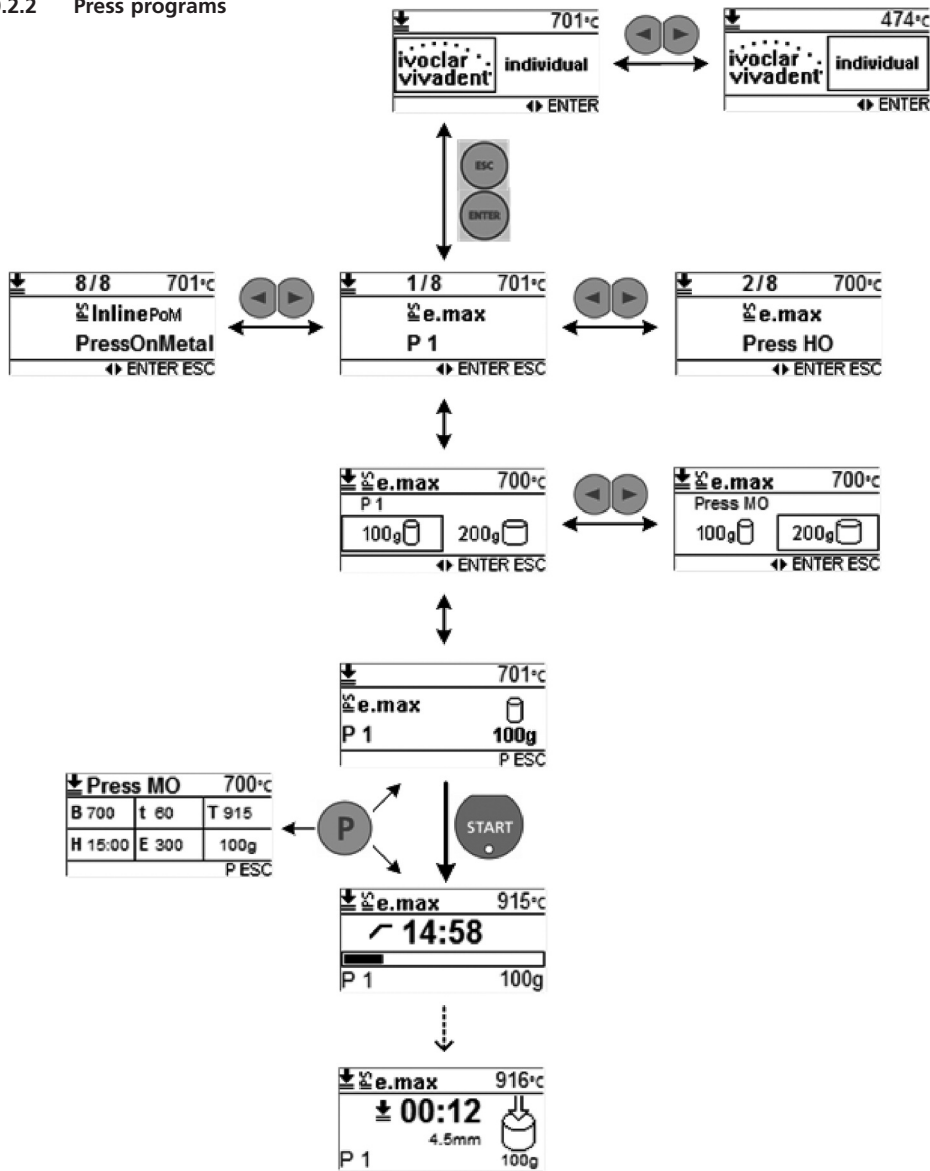 .2.2 Press programs
701°C
ivoclar vivadent individual
ENTER
474°C
ivoclar vivadent individual
ENTER
ESC
ENTER
8/8 701°C
IPS Inline PoM
PressOnMetal
ENTER ESC
1/8 701°C
IPS e.max
P 1
ENTER ESC
2/8 700°C
IPS e.max
Press HO
ENTER ESC
IPS e.max 700°C
P 1
100g 200g
ENTER ESC
IPS e.max 700°C
Press MO
100g 200g
ENTER ESC
701°C
IPS e.max
P 1 100g
P ESC
Press MO 700°C
B 700 t 60 T 915
H 15:00 E 300 100g
P ESC
P
START
IPS e.max 915°C
14:58
P 1 100g
IPS e.max 916°C
00:12
4.5mm
P 1 100g